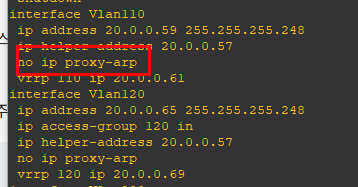 shutdown
interface Vlan110
ip address 20.0.0.59 255.255.255.248
ip helper-address 20.0.0.57
no ip proxy-arp
vrrp 110 ip 20.0.0.61
interface Vlan120
ip address 20.0.0.65 255.255.255.248
ip access-group 120 in
ip helper-address 20.0.0.57
no ip proxy-arp
vrrp 120 ip 20.0.0.69